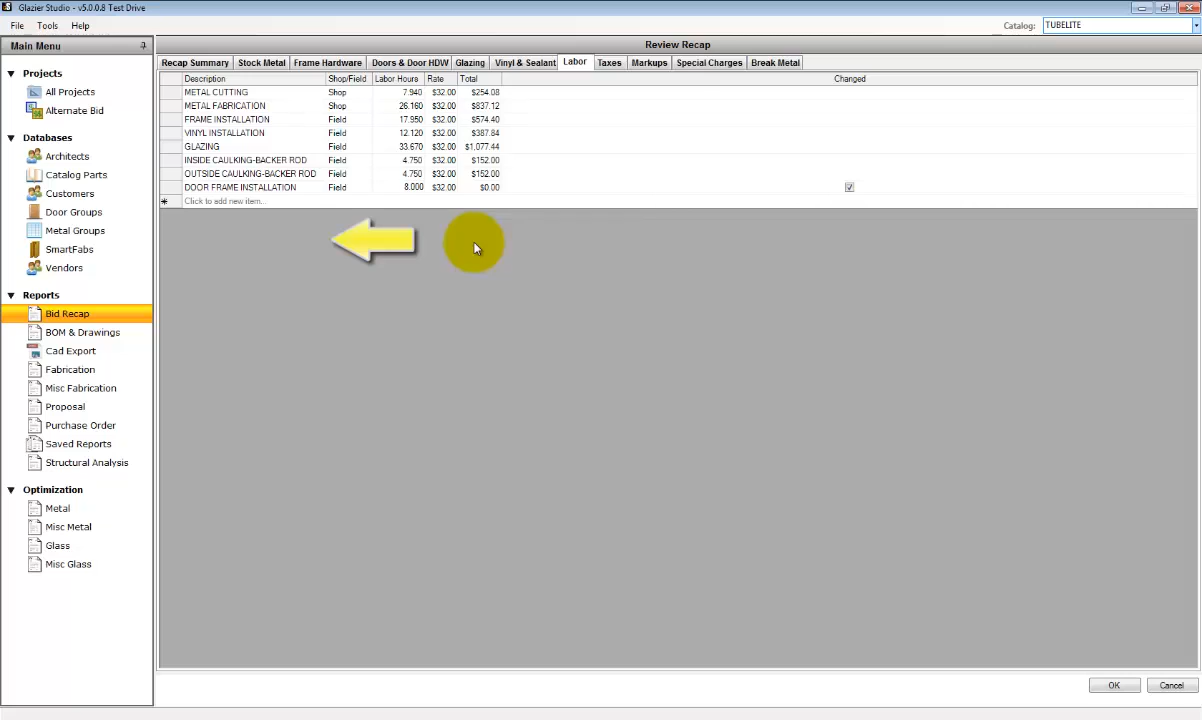 Glazier Studio - v5.0.0.8 Test Drive
File Tools Help
Catalog: TUBELITE
Main Menu
Review Recap
Recap Summary Stock Metal Frame Hardware Doors & Door HDW Glazing Vinyl & Sealant Labor Taxes Markups Special Charges Break Metal
Description Shop/Field Labor Hours Rate Total Changed
METAL CUTTING Shop 7.940 $32.00 $254.08
METAL FABRICATION Shop 26.160 $32.00 $837.12
FRAME INSTALLATION Field 17.950 $32.00 $574.40
VINYL INSTALLATION Field 12.120 $32.00 $387.84
GLAZING Field 33.670 $32.00 $1,077.44
INSIDE CAULKING-BACKER ROD Field 4.750 $32.00 $152.00
OUTSIDE CAULKING-BACKER ROD Field 4.750 $32.00 $152.00
DOOR FRAME INSTALLATION Field 8.000 $32.00 $0.00
Click to add new item...
Projects
All Projects
Alternate Bid
Databases
Architects
Catalog Parts
Customers
Door Groups
Metal Groups
SmartFabs
Vendors
Reports
Bid Recap
BOM & Drawings
Cad Export
Fabrication
Misc Fabrication
Proposal
Purchase Order
Saved Reports
Structural Analysis
Optimization
Metal
Misc Metal
Glass
Misc Glass
OK Cancel